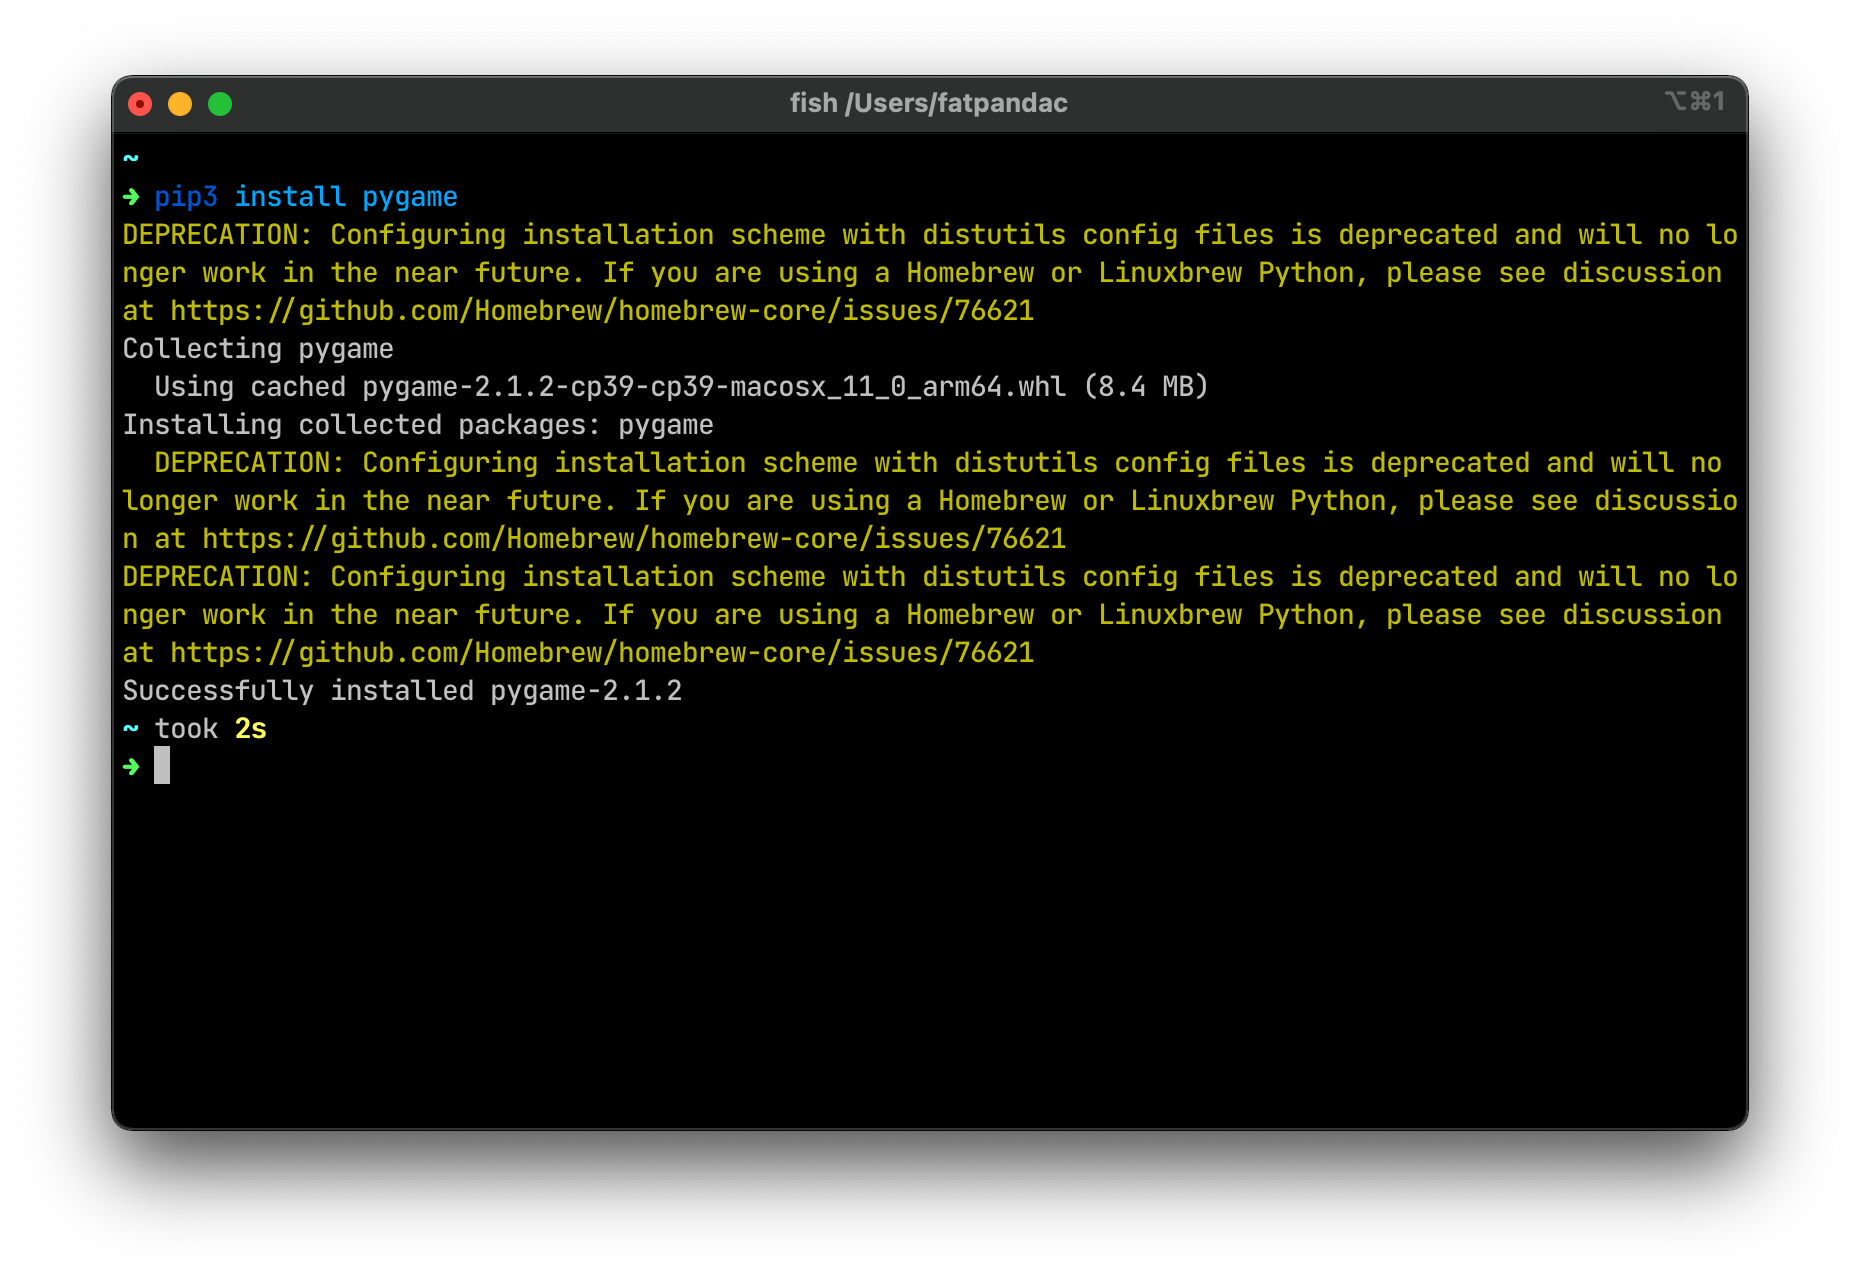 fish /Users/fatpandac
⌥⌘1
~
➜ pip3 install pygame
DEPRECATION: Configuring installation scheme with distutils config files is deprecated and will no lo
nger work in the near future. If you are using a Homebrew or Linuxbrew Python, please see discussion
at https://github.com/Homebrew/homebrew-core/issues/76621
Collecting pygame
  Using cached pygame-2.1.2-cp39-cp39-macosx_11_0_arm64.whl (8.4 MB)
Installing collected packages: pygame
  DEPRECATION: Configuring installation scheme with distutils config files is deprecated and will no
longer work in the near future. If you are using a Homebrew or Linuxbrew Python, please see discussio
n at https://github.com/Homebrew/homebrew-core/issues/76621
DEPRECATION: Configuring installation scheme with distutils config files is deprecated and will no lo
nger work in the near future. If you are using a Homebrew or Linuxbrew Python, please see discussion
at https://github.com/Homebrew/homebrew-core/issues/76621
Successfully installed pygame-2.1.2
~ took 2s
➜